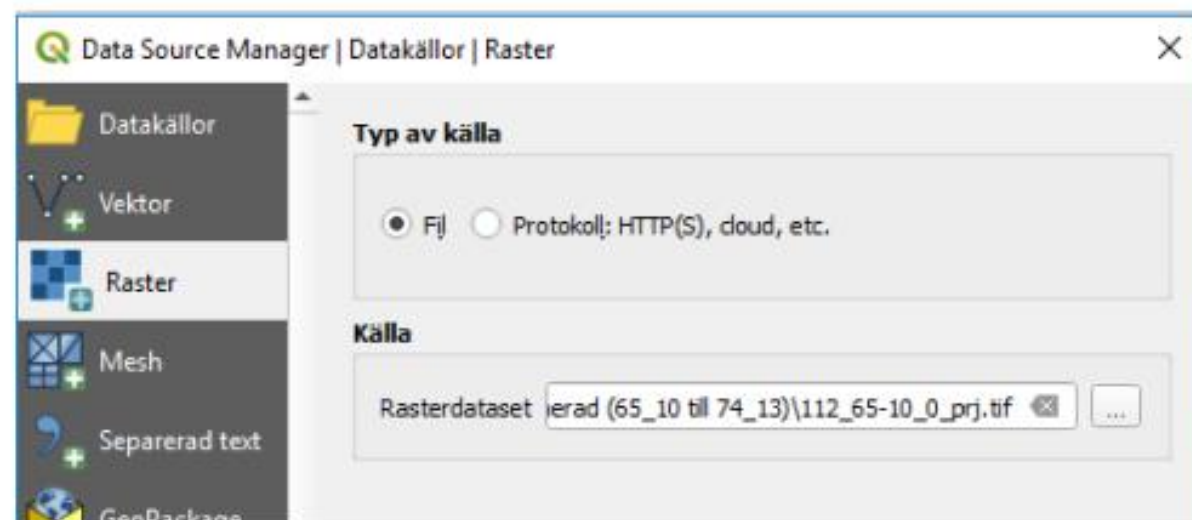 Data Source Manager | Datakällor | Raster
Datakällor
Vektor
Raster
Mesh
Separerad text
GeoPackage
Typ av källa
Fil
Protokoll: HTTP(S), cloud, etc.
Källa
Rasterdataset
erad (65_10 till 74_13)\112_65-10_0_prj.tif
...